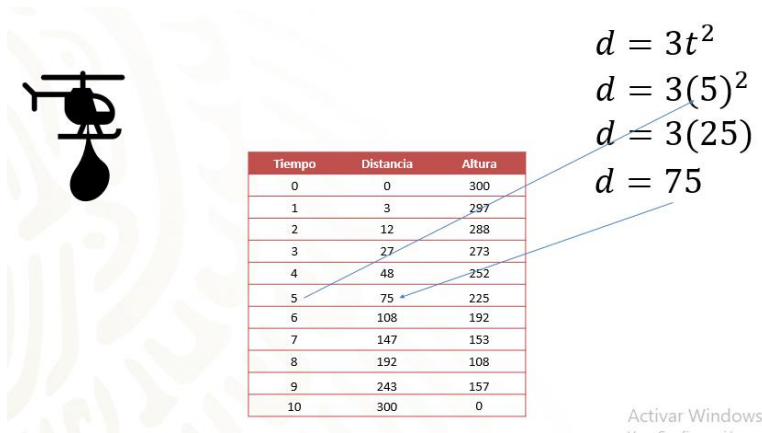 d = 3t²
d = 3(5)²
d = 3(25)
d = 75
Tiempo Distancia Altura
0 0 300
1 3 297
2 12 288
3 27 273
4 48 252
5 75 225
6 108 192
7 147 153
8 192 108
9 243 157
10 300 0
Activar Windows